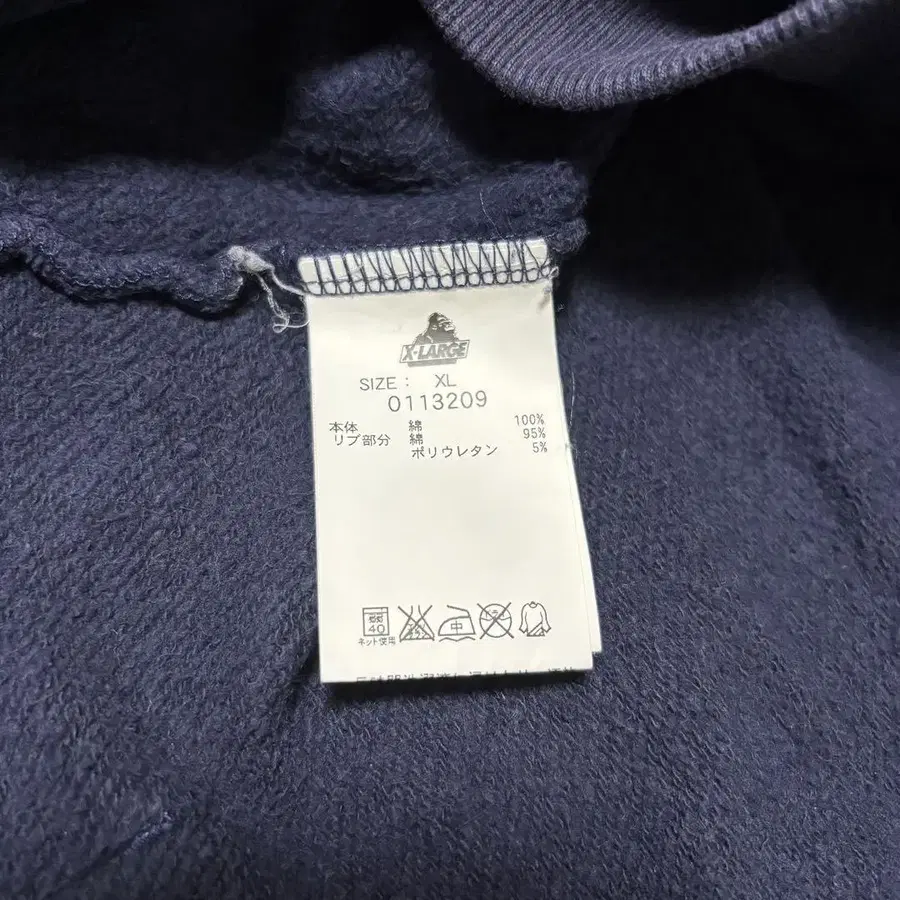 X-LARGE
SIZE : XL
0113209
本体 綿 100%
リブ部分 綿 95%
ポリウレタン 5%
40
ネット使用
中